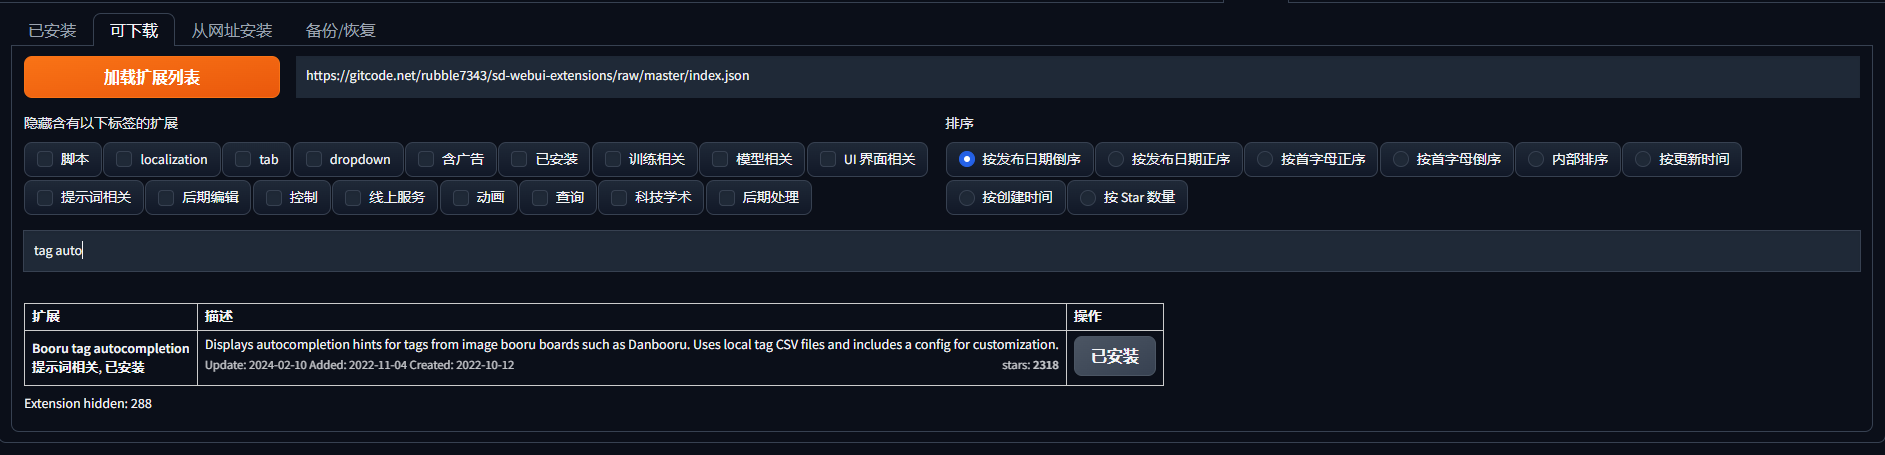 已安装 可下载 从网址安装 备份/恢复
加载扩展列表 https://gitcode.net/rubble7343/sd-webui-extensions/raw/master/index.json
隐藏含有以下标签的扩展 排序
脚本 localization tab dropdown 含广告 已安装 训练相关 模型相关 UI 界面相关 按发布日期倒序 按发布日期正序 按首字母正序 按首字母倒序 内部排序 按更新时间
提示词相关 后期编辑 控制 线上服务 动画 查询 科技学术 后期处理 按创建时间 按 Star 数量
tag auto
扩展 描述 操作
Booru tag autocompletion Displays autocompletion hints for tags from image booru boards such as Danbooru. Uses local tag CSV files and includes a config for customization. 已安装
提示词相关, 已安装 Update: 2024-02-10 Added: 2022-11-04 Created: 2022-10-12 stars: 2318
Extension hidden: 288